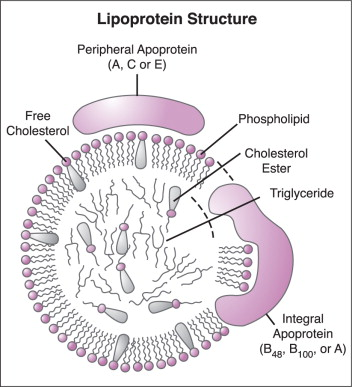 Lipoprotein Structure
Peripheral Apoprotein
(A, C or E)
Free
Cholesterol
Phospholipid
Cholesterol
Ester
Triglyceride
Integral
Apoprotein
(B48, B100, or A)